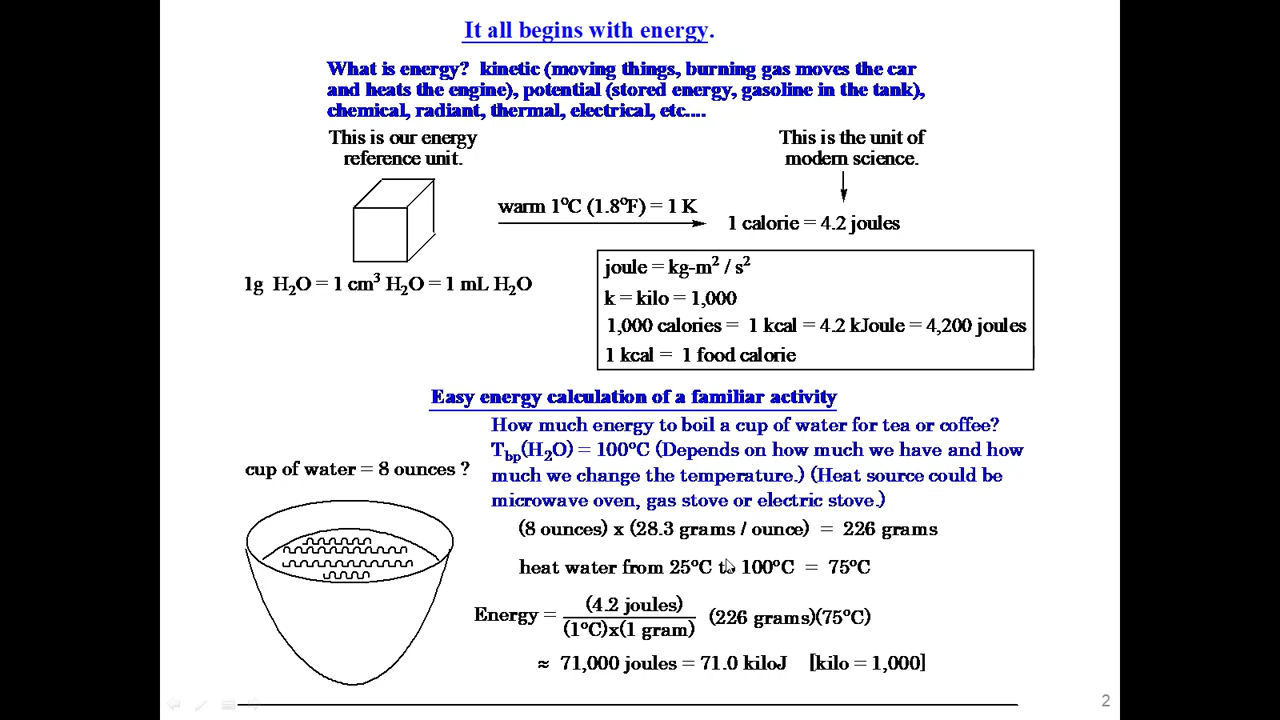 It all begins with energy.
What is energy?  kinetic (moving things, burning gas moves the car
and heats the engine), potential (stored energy, gasoline in the tank),
chemical, radiant, thermal, electrical, etc....
This is our energy
reference unit.
This is the unit of
modern science.
warm 1°C (1.8°F) = 1 K
1 calorie = 4.2 joules
1g  H₂O = 1 cm³ H₂O = 1 mL H₂O
joule = kg-m² / s²
k = kilo = 1,000
1,000 calories =  1 kcal = 4.2 kJoule = 4,200 joules
1 kcal =  1 food calorie
Easy energy calculation of a familiar activity
How much energy to boil a cup of water for tea or coffee?
T_bp(H₂O) = 100°C (Depends on how much we have and how
much we change the temperature.) (Heat source could be
microwave oven, gas stove or electric stove.)
cup of water = 8 ounces ?
(8 ounces) x (28.3 grams / ounce)  =  226 grams
heat water from 25°C to 100°C  =  75°C
Energy = (4.2 joules) / (1°C)x(1 gram) (226 grams)(75°C)
≈  71,000 joules = 71.0 kiloJ    [kilo = 1,000]
2